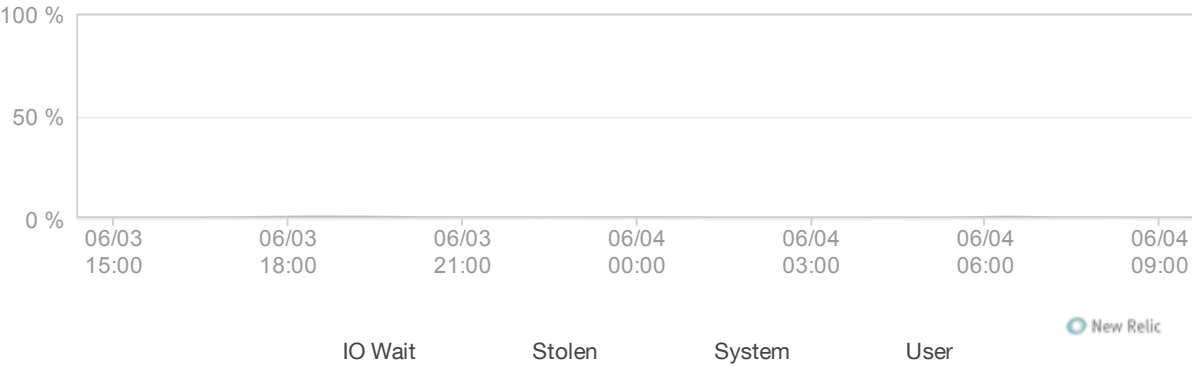 100 %
50 %
0 %
06/03 06/03 06/03 06/04 06/04 06/04 06/04
15:00 18:00 21:00 00:00 03:00 06:00 09:00
New Relic
IO Wait Stolen System User